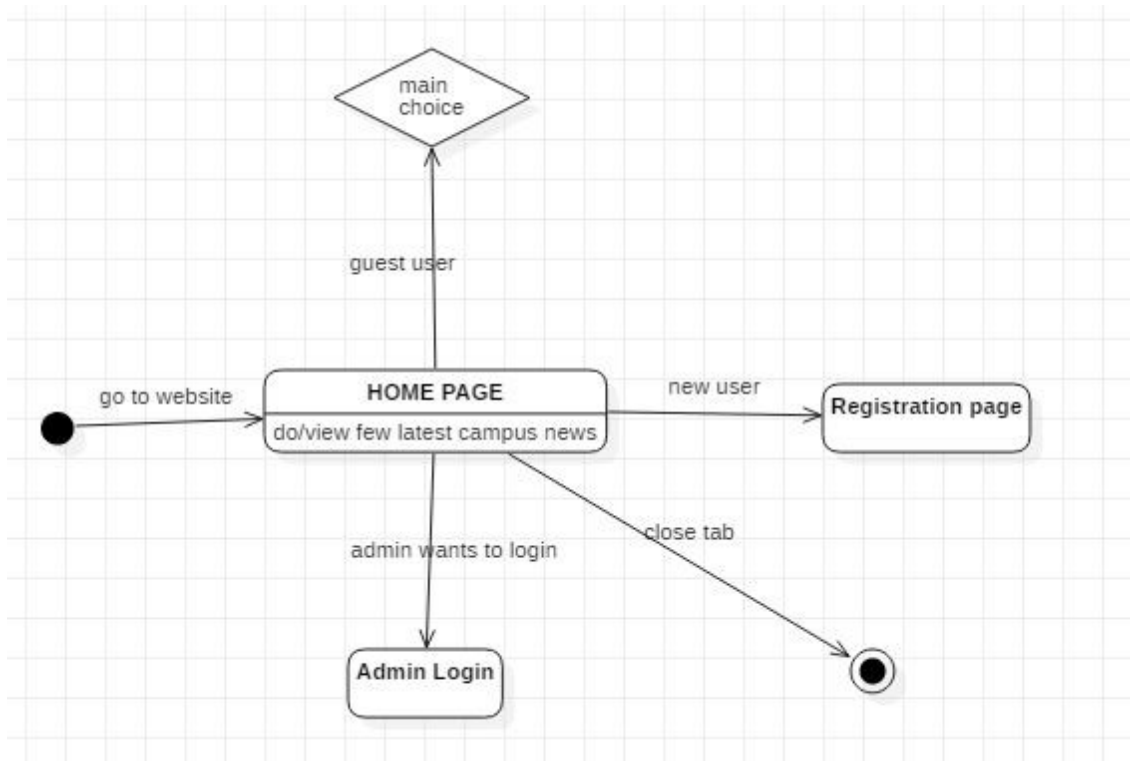 main
choice
guest user
go to website
HOME PAGE
new user
Registration page
do/view few latest campus news
close tab
admin wants to login
Admin Login